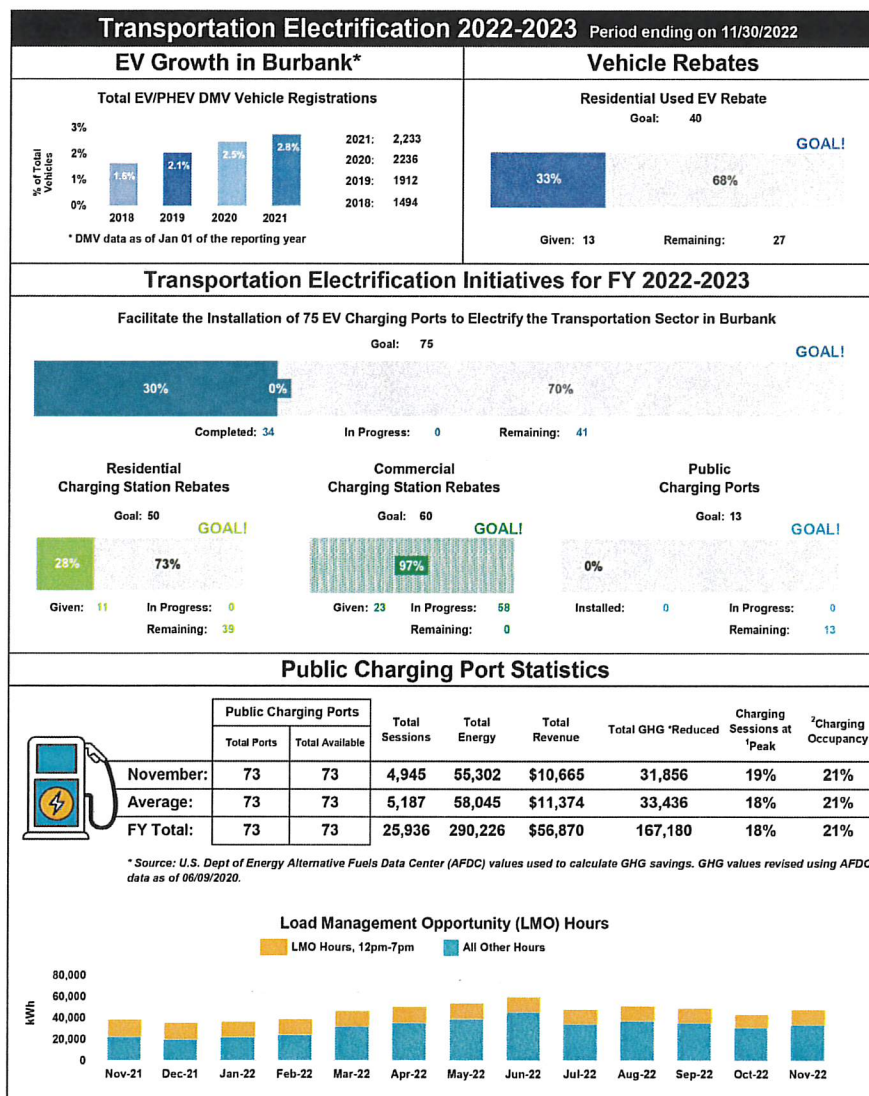 Transportation Electrification 2022-2023 Period ending on 11/30/2022
EV Growth in Burbank*
Total EV/PHEV DMV Vehicle Registrations
% of Total
Vehicles
3%
2%
1%
0%
1.6%
2.1%
2.5%
2.8%
2018 2019 2020 2021
2021: 2,233
2020: 2236
2019: 1912
2018: 1494
* DMV data as of Jan 01 of the reporting year
Vehicle Rebates
Residential Used EV Rebate
Goal: 40
GOAL!
33% 68%
Given: 13 Remaining: 27
Transportation Electrification Initiatives for FY 2022-2023
Facilitate the Installation of 75 EV Charging Ports to Electrify the Transportation Sector in Burbank
Goal: 75
GOAL!
30% 0% 70%
Completed: 34 In Progress: 0 Remaining: 41
Residential
Charging Station Rebates
Goal: 50
GOAL!
28% 73%
Given: 11 In Progress: 0
Remaining: 39
Commercial
Charging Station Rebates
Goal: 60
GOAL!
97%
Given: 23 In Progress: 58
Remaining: 0
Public
Charging Ports
Goal: 13
GOAL!
0%
Installed: 0 In Progress: 0
Remaining: 13
Public Charging Port Statistics
Public Charging Ports
Total Ports Total Available
Total
Sessions
Total
Energy
Total
Revenue
Total GHG *Reduced
Charging
Sessions at
¹Peak
²Charging
Occupancy
November: 73 73 4,945 55,302 $10,665 31,856 19% 21%
Average: 73 73 5,187 58,045 $11,374 33,436 18% 21%
FY Total: 73 73 25,936 290,226 $56,870 167,180 18% 21%
* Source: U.S. Dept of Energy Alternative Fuels Data Center (AFDC) values used to calculate GHG savings. GHG values revised using AFDC
data as of 06/09/2020.
Load Management Opportunity (LMO) Hours
LMO Hours, 12pm-7pm All Other Hours
kWh
80,000
60,000
40,000
20,000
0
Nov-21 Dec-21 Jan-22 Feb-22 Mar-22 Apr-22 May-22 Jun-22 Jul-22 Aug-22 Sep-22 Oct-22 Nov-22